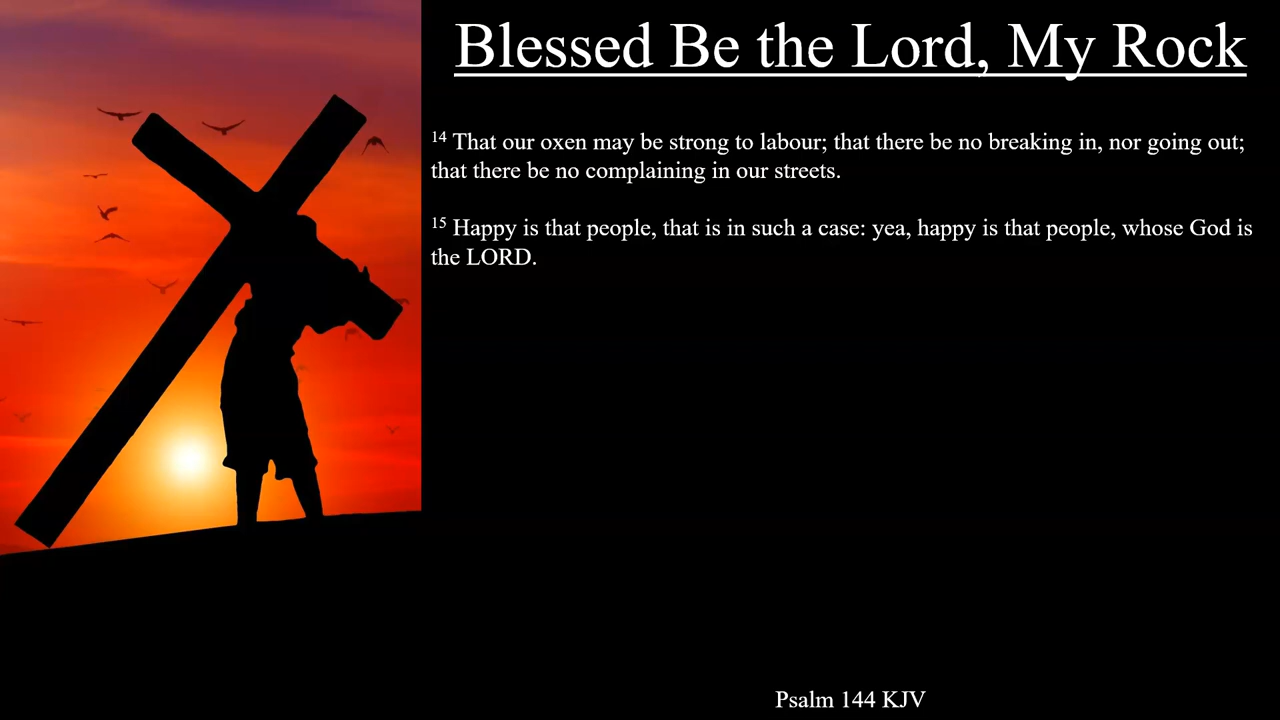 Blessed Be the Lord, My Rock
14 That our oxen may be strong to labour; that there be no breaking in, nor going out;
that there be no complaining in our streets.
15 Happy is that people, that is in such a case: yea, happy is that people, whose God is
the LORD.
Psalm 144 KJV